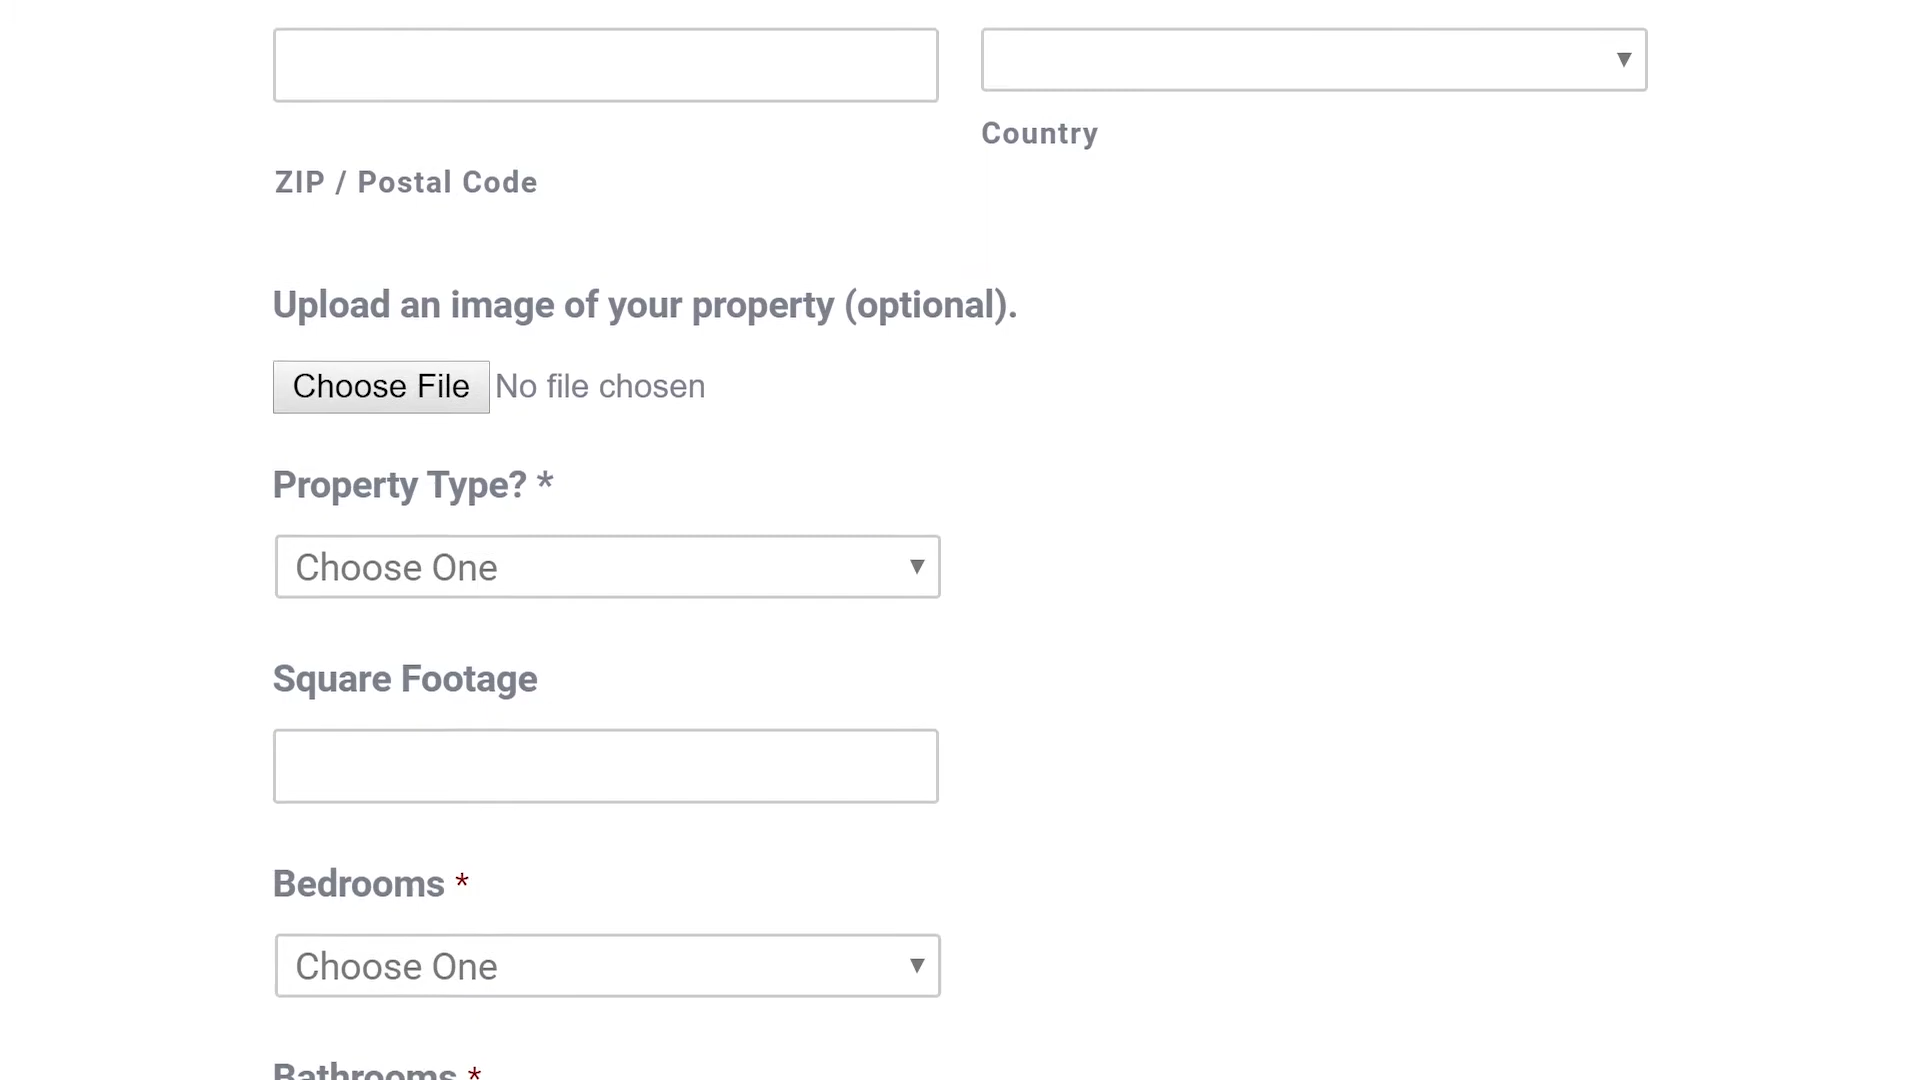 Country
ZIP / Postal Code
Upload an image of your property (optional).
Choose File No file chosen
Property Type? *
Choose One
Square Footage
Bedrooms *
Choose One
Bathrooms *